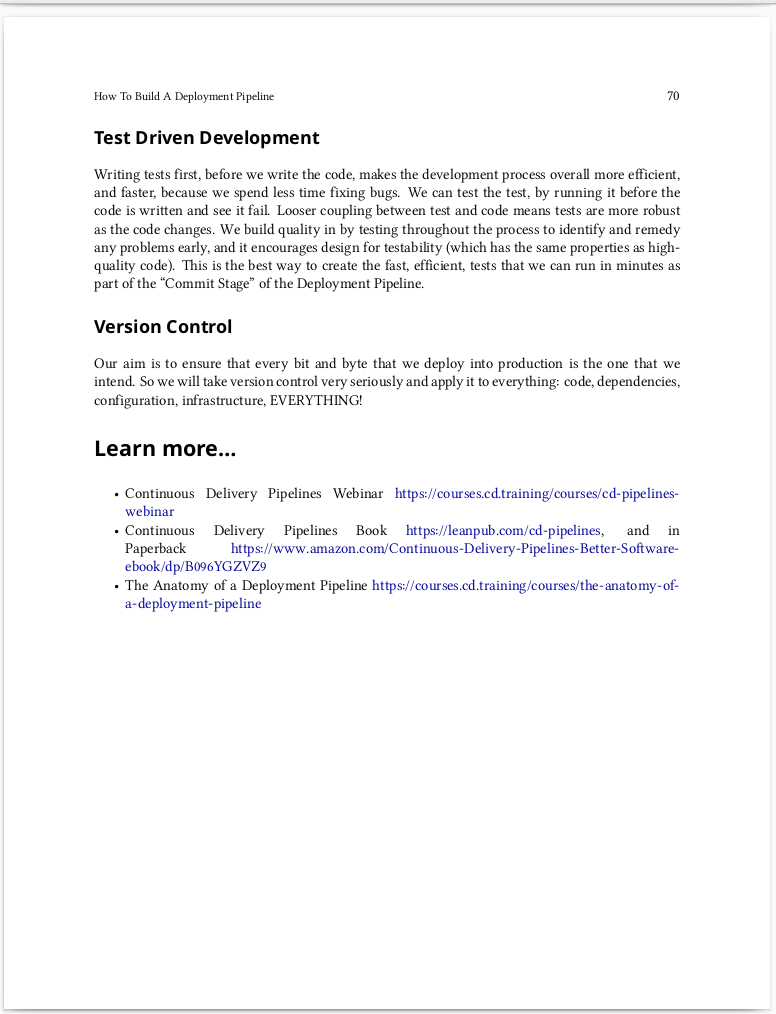 How To Build A Deployment Pipeline 70
Test Driven Development
Writing tests first, before we write the code, makes the development process overall more efficient,
and faster, because we spend less time fixing bugs. We can test the test, by running it before the
code is written and see it fail. Looser coupling between test and code means tests are more robust
as the code changes. We build quality in by testing throughout the process to identify and remedy
any problems early, and it encourages design for testability (which has the same properties as high-
quality code). This is the best way to create the fast, efficient, tests that we can run in minutes as
part of the “Commit Stage” of the Deployment Pipeline.
Version Control
Our aim is to ensure that every bit and byte that we deploy into production is the one that we
intend. So we will take version control very seriously and apply it to everything: code, dependencies,
configuration, infrastructure, EVERYTHING!
Learn more…
• Continuous Delivery Pipelines Webinar https://courses.cd.training/courses/cd-pipelines-
webinar
• Continuous Delivery Pipelines Book https://leanpub.com/cd-pipelines, and in
Paperback https://www.amazon.com/Continuous-Delivery-Pipelines-Better-Software-
ebook/dp/B096YGZVZ9
• The Anatomy of a Deployment Pipeline https://courses.cd.training/courses/the-anatomy-of-
a-deployment-pipeline